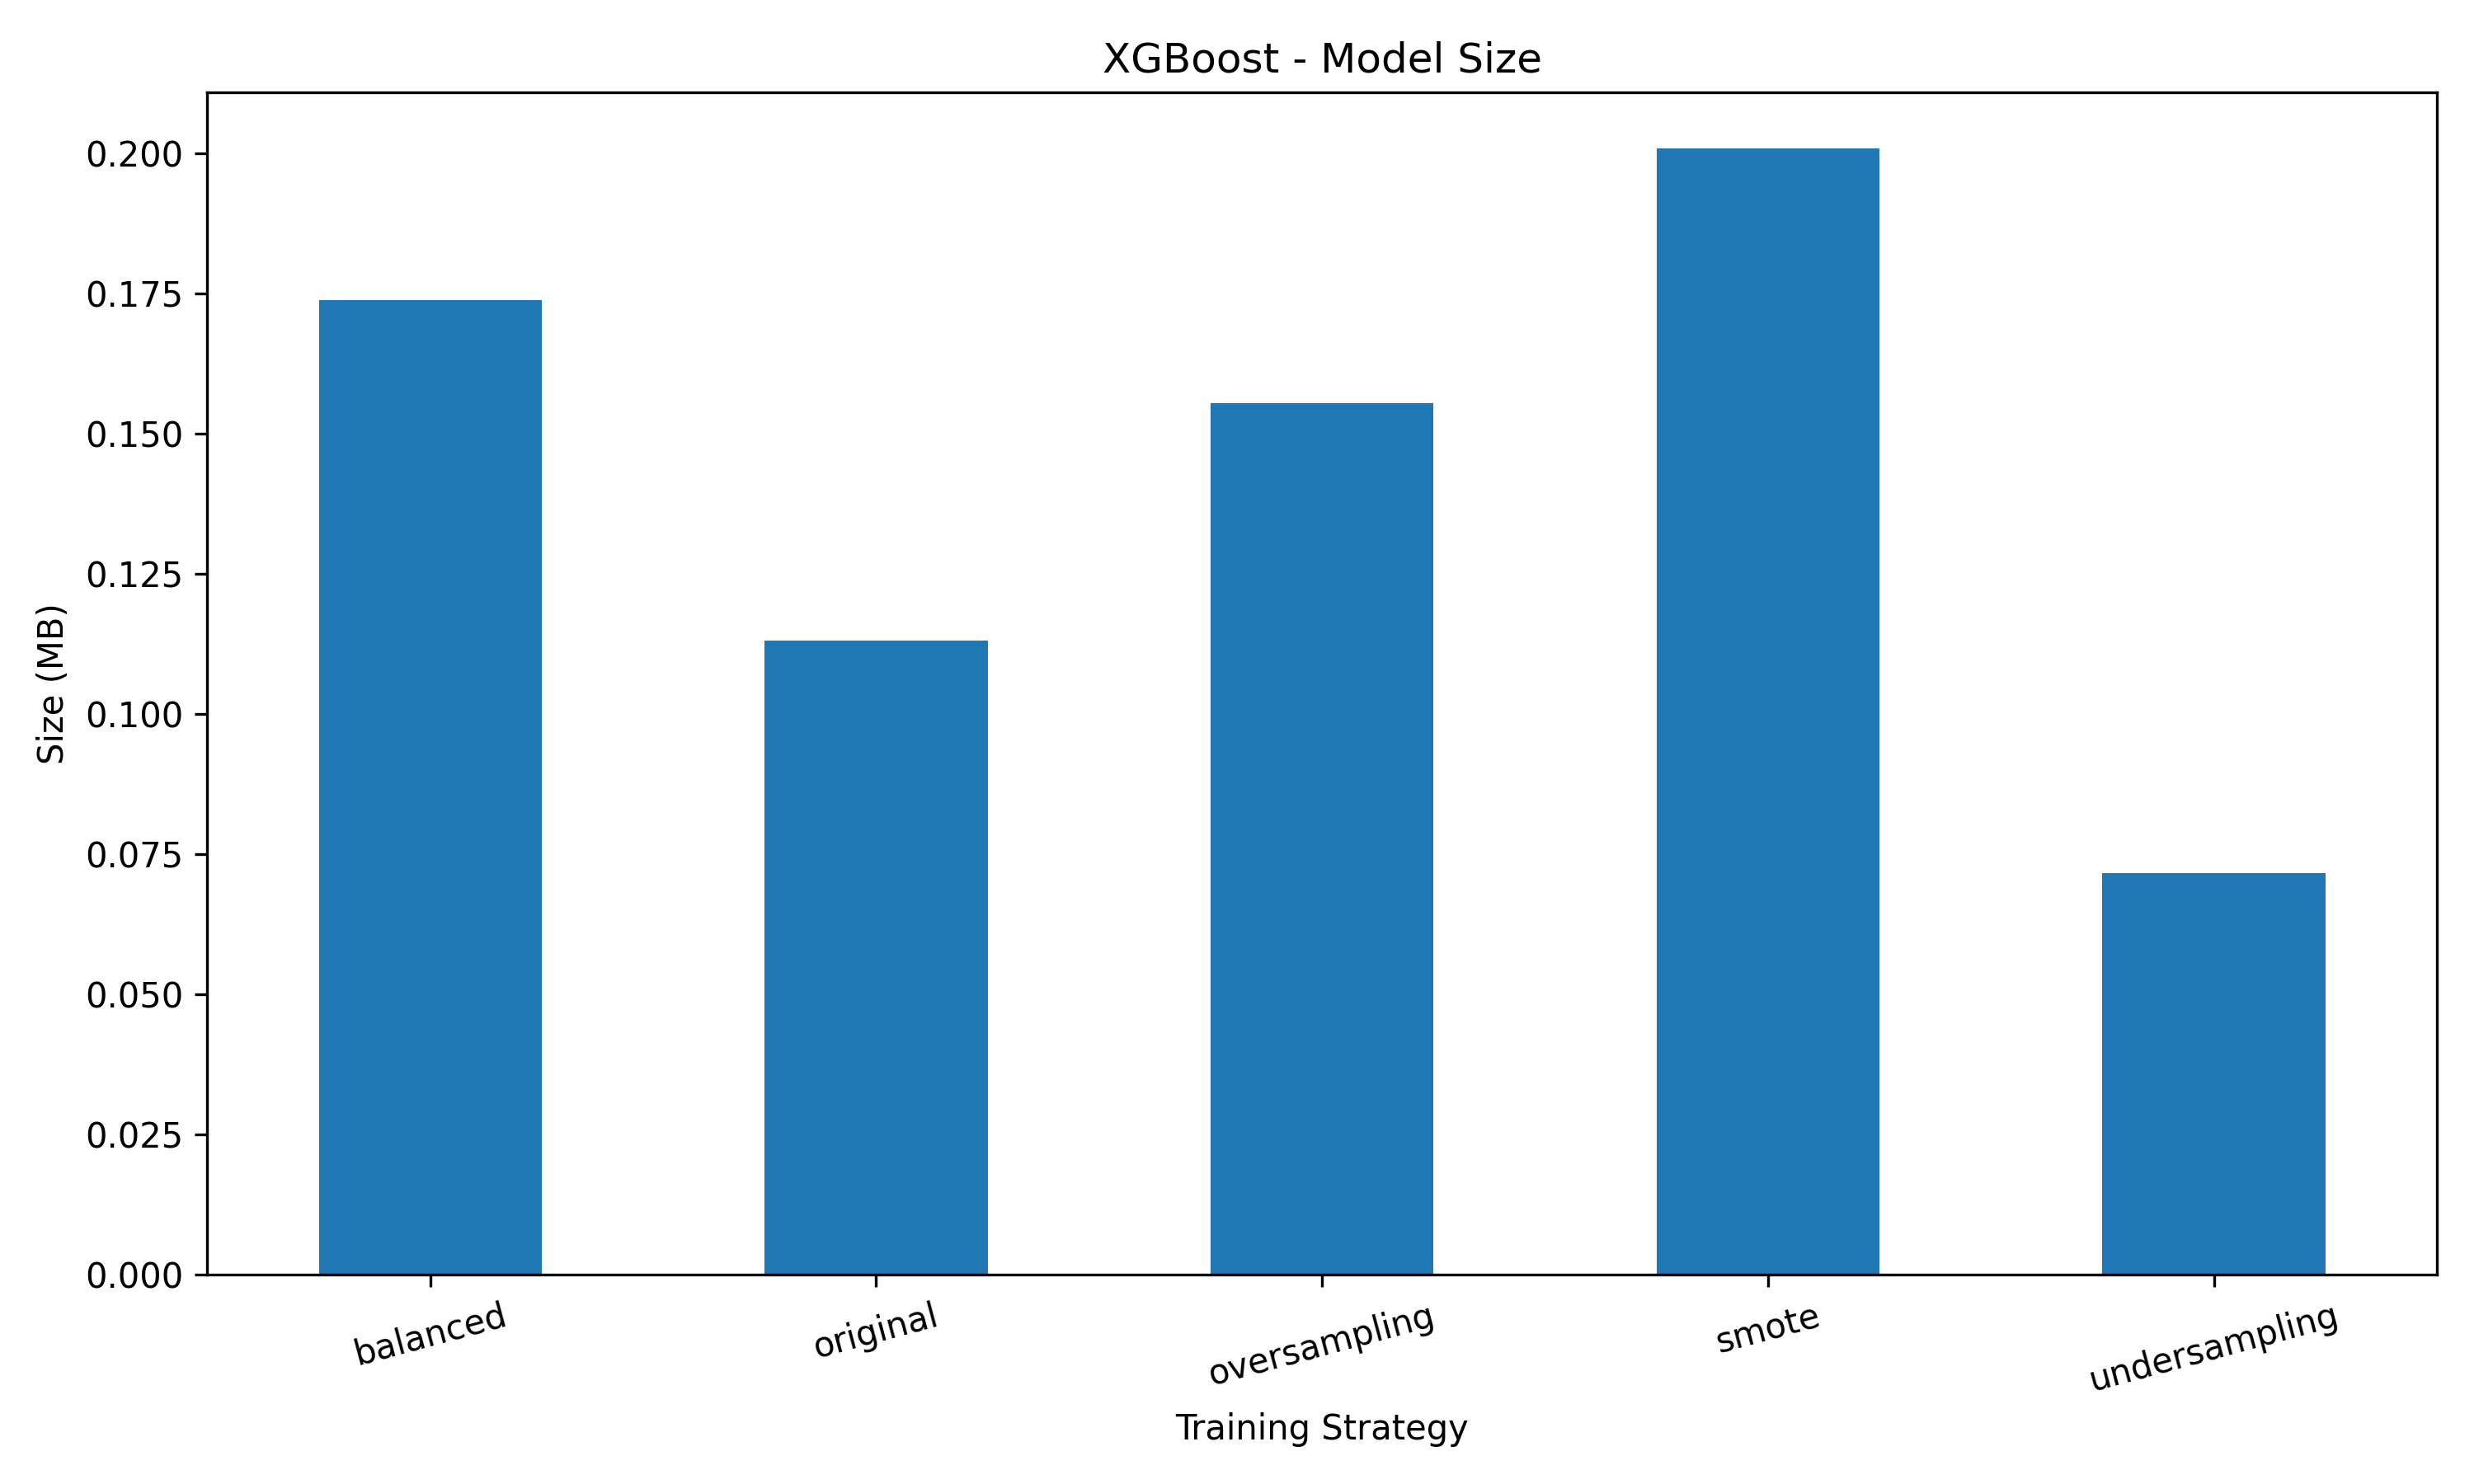 XGBoost - Model Size
Size (MB)
0.200
0.175
0.150
0.125
0.100
0.075
0.050
0.025
0.000
balanced
original
oversampling
smote
undersampling
Training Strategy